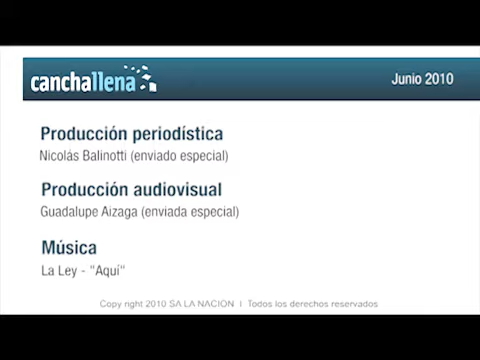 canchallena
Junio 2010
Producción periodística
Nicolás Balinotti (enviado especial)
Producción audiovisual
Guadalupe Aizaga (enviada especial)
Música
La Ley - "Aquí"
Copy right 2010 SA LA NACION | Todos los derechos reservados